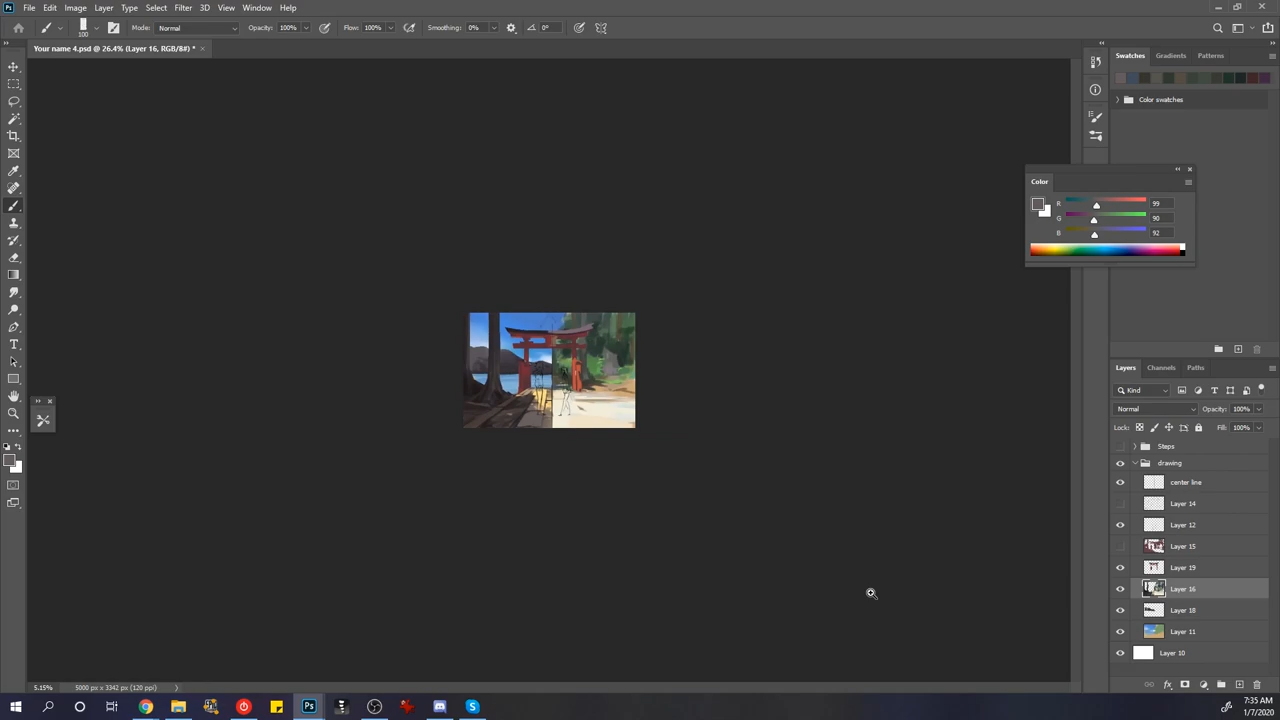 File Edit Image Layer Type Select Filter 3D View Window Help
100 Mode: Normal Opacity: 100% Flow: 100% Smoothing: 0% 0°
Your name 4.psd @ 26.4% (Layer 16, RGB/8#) * ×
Swatches Gradients Patterns
Color swatches
Color
R 99
G 90
B 92
Layers Channels Paths
Kind
Normal Opacity: 100%
Lock: Fill: 100%
Steps
drawing
center line
Layer 14
Layer 12
Layer 15
Layer 19
Layer 16
Layer 18
Layer 11
Layer 10
5.15% 5000 px x 3342 px (120 ppi)
7:35 AM
1/7/2020